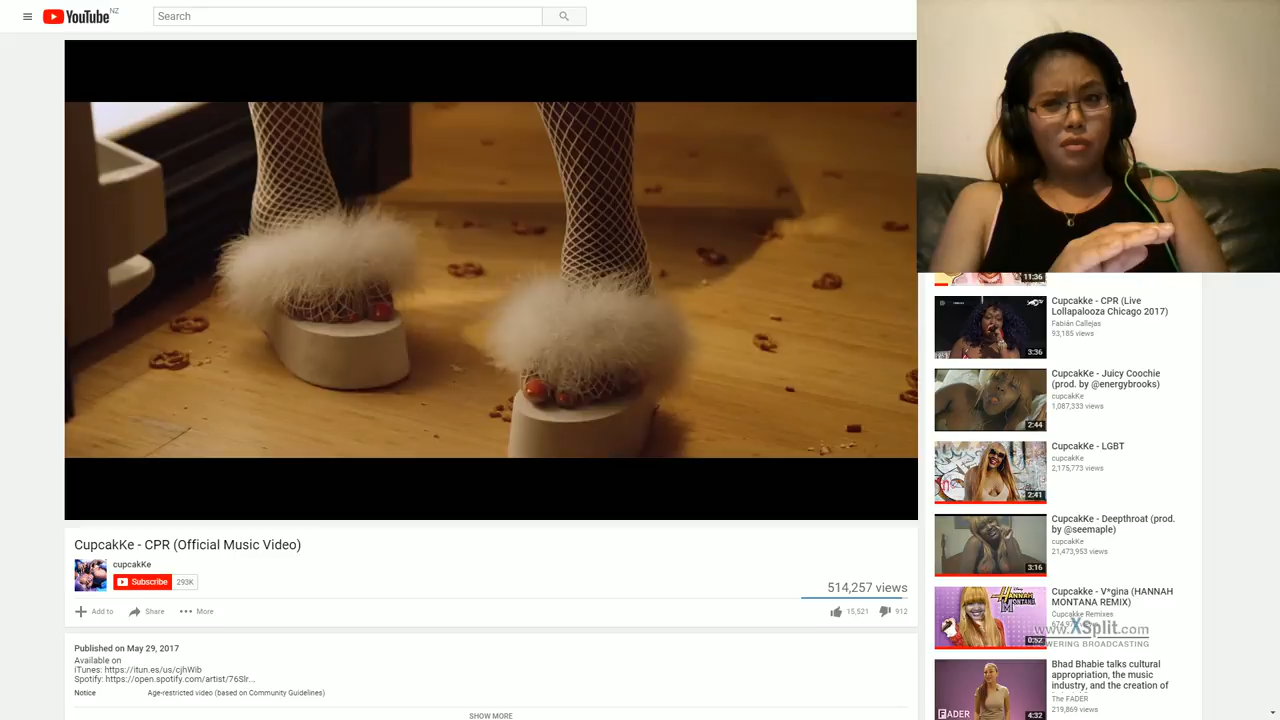 YouTube NZ
Search
CupcakKe - CPR (Official Music Video)
cupcakKe
Subscribe 293K
514,257 views
Add to Share More
15,521 912
Published on May 29, 2017
Available on
iTunes: https://itun.es/us/cjhWib
Spotify: https://open.spotify.com/artist/76Slr...
Notice Age-restricted video (based on Community Guidelines)
SHOW MORE
11:36
Cupcakke - CPR (Live
Lollapalooza Chicago 2017)
Fabián Callejas
93,185 views
3:36
CupcakKe - Juicy Coochie
(prod. by @energybrooks)
cupcakKe
1,087,333 views
2:44
CupcakKe - LGBT
cupcakKe
2,175,773 views
2:41
CupcakKe - Deepthroat (prod.
by @seemaple)
cupcakKe
21,473,953 views
3:16
Cupcakke - V*gina (HANNAH
MONTANA REMIX)
Cupcakke Remixes
HANNAH
MONTANA
0:52
www.XSplit.com
POWERING BROADCASTING
Bhad Bhabie talks cultural
appropriation, the music
industry, and the creation of
The FADER
219,869 views
FADER
4:32